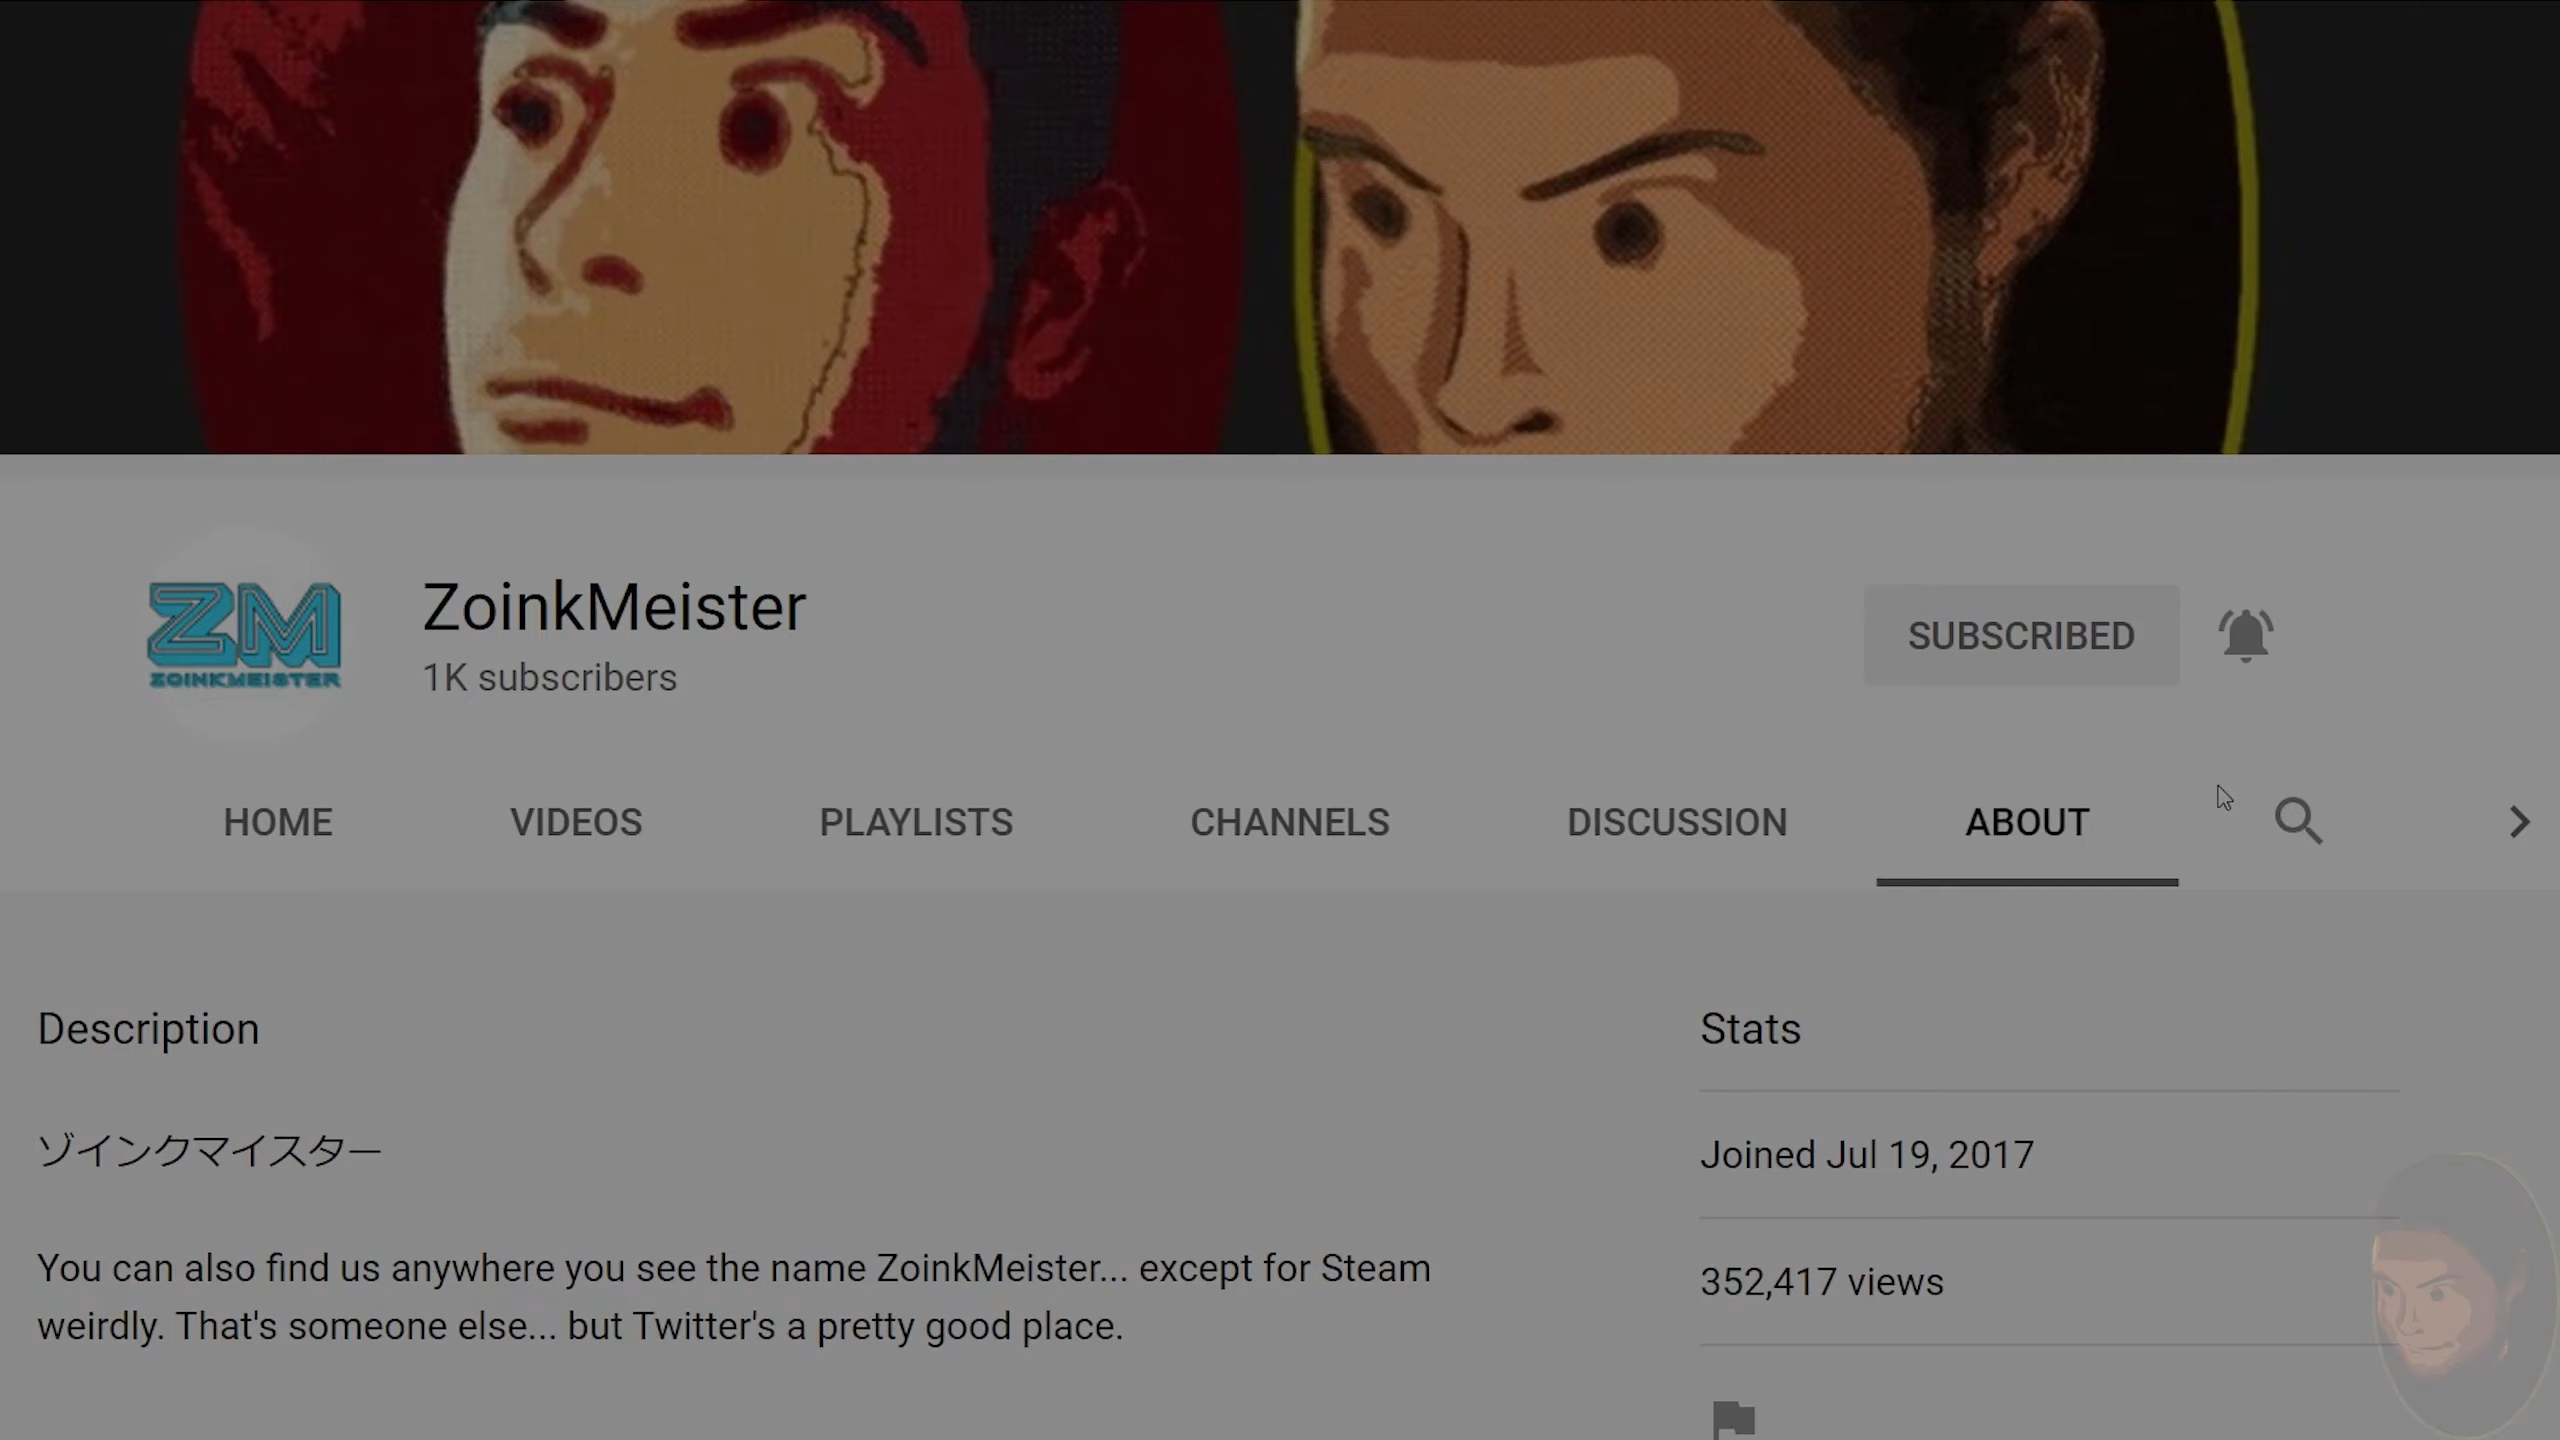 ZM
ZOINKMEISTER
ZoinkMeister
1K subscribers
SUBSCRIBED
HOME
VIDEOS
PLAYLISTS
CHANNELS
DISCUSSION
ABOUT
Description
ゾインクマイスター
You can also find us anywhere you see the name ZoinkMeister... except for Steam
weirdly. That's someone else... but Twitter's a pretty good place.
Stats
Joined Jul 19, 2017
352,417 views